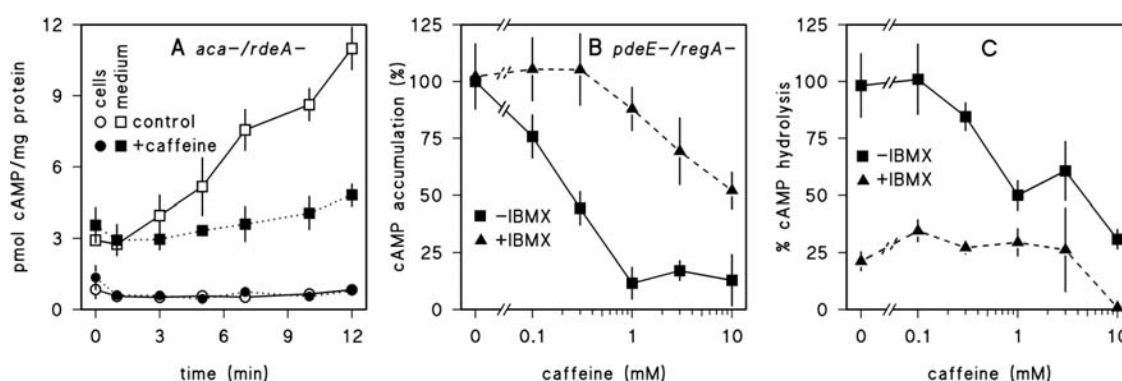 A aca-/rdeA-
pmol cAMP/mg protein
12
9
6
3
0
cells
medium
control
+caffeine
0 3 6 9 12
time (min)
B pdeE-/regA-
cAMP accumulation (%)
125
100
75
50
25
0
-IBMX
+IBMX
0 0.1 1 10
caffeine (mM)
C
% cAMP hydrolysis
125
100
75
50
25
0
-IBMX
+IBMX
0 0.1 1 10
caffeine (mM)